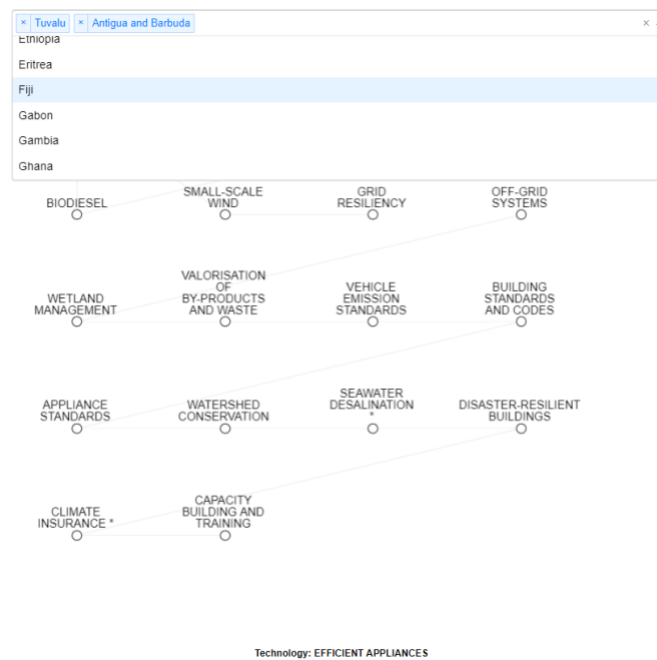 × Tuvalu × Antigua and Barbuda ×
Ethiopia
Eritrea
Fiji
Gabon
Gambia
Ghana
BIODIESEL
SMALL-SCALE
WIND
GRID
RESILIENCY
OFF-GRID
SYSTEMS
WETLAND
MANAGEMENT
VALORISATION
OF
BY-PRODUCTS
AND WASTE
VEHICLE
EMISSION
STANDARDS
BUILDING
STANDARDS
AND CODES
APPLIANCE
STANDARDS
WATERSHED
CONSERVATION
SEAWATER
DESALINATION
*
DISASTER-RESILIENT
BUILDINGS
CLIMATE
INSURANCE *
CAPACITY
BUILDING AND
TRAINING
Technology: EFFICIENT APPLIANCES